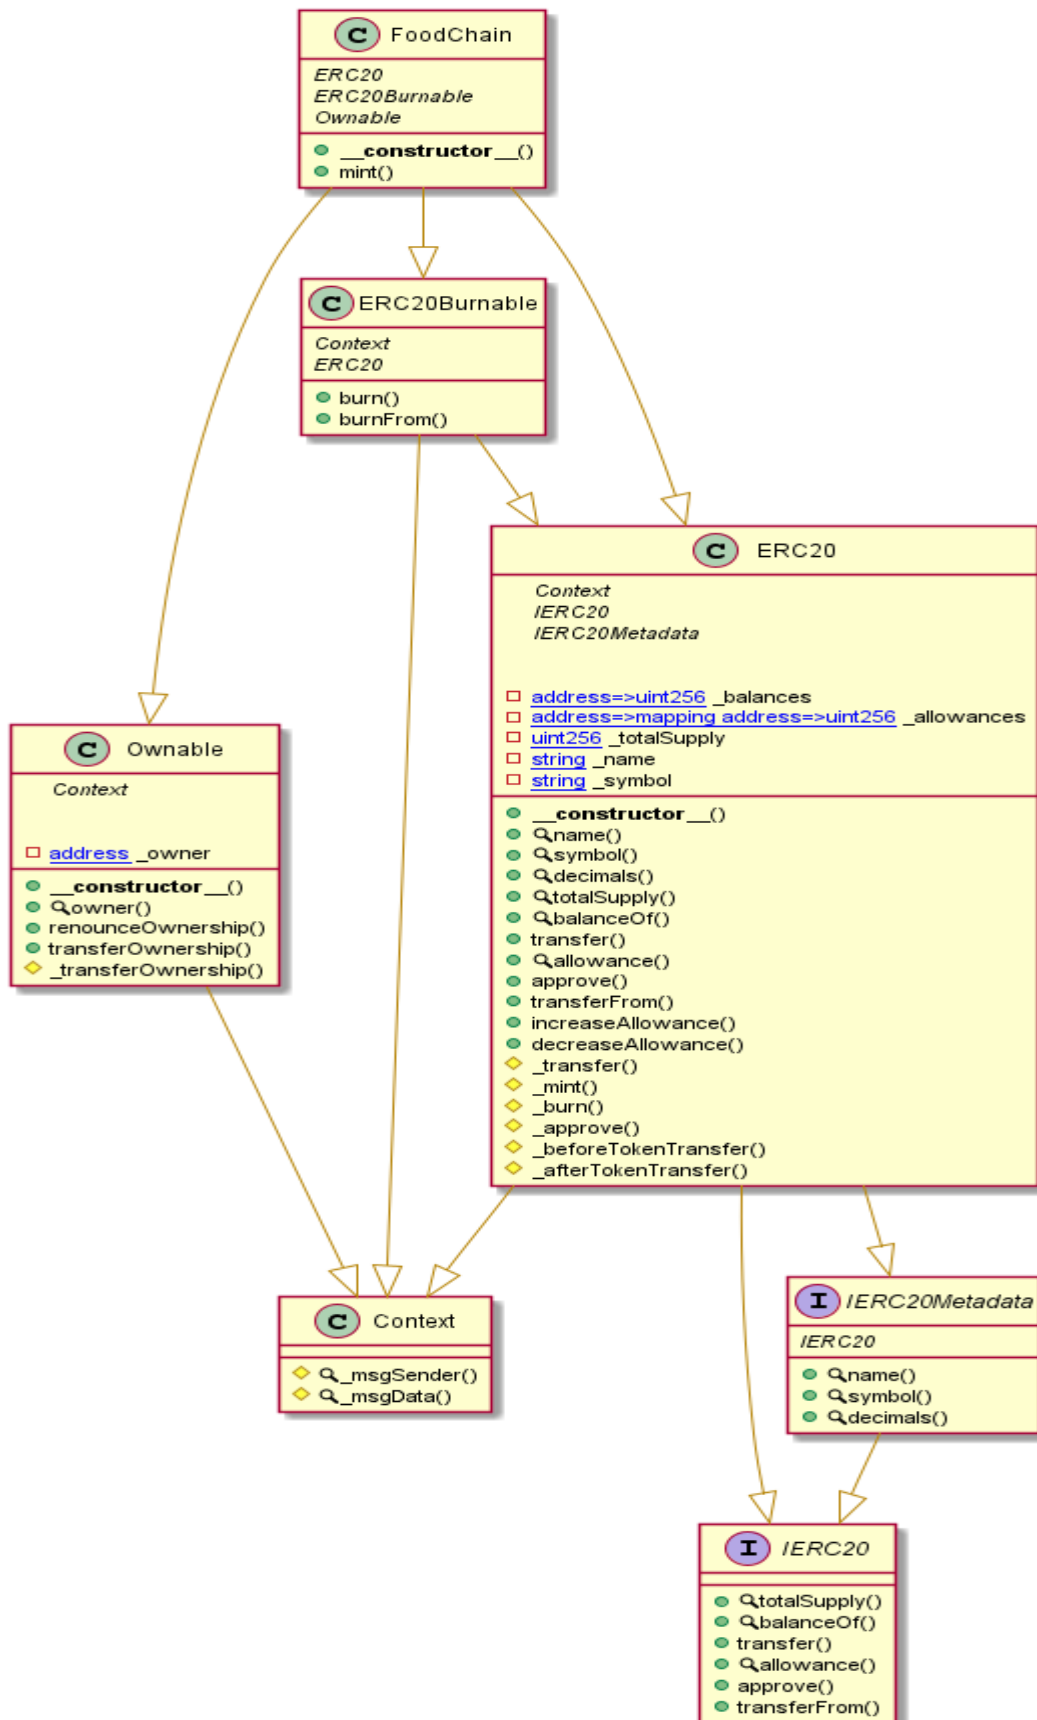 C FoodChain
ERC20
ERC20Burnable
Ownable
__constructor__()
mint()
C ERC20Burnable
Context
ERC20
burn()
burnFrom()
C ERC20
Context
IERC20
IERC20Metadata
address=>uint256 _balances
address=>mapping address=>uint256 _allowances
uint256 _totalSupply
string _name
string _symbol
__constructor__()
name()
symbol()
decimals()
totalSupply()
balanceOf()
transfer()
allowance()
approve()
transferFrom()
increaseAllowance()
decreaseAllowance()
_transfer()
_mint()
_burn()
_approve()
_beforeTokenTransfer()
_afterTokenTransfer()
C Ownable
Context
address _owner
__constructor__()
owner()
renounceOwnership()
transferOwnership()
_transferOwnership()
C Context
_msgSender()
_msgData()
I IERC20Metadata
IERC20
name()
symbol()
decimals()
I IERC20
totalSupply()
balanceOf()
transfer()
allowance()
approve()
transferFrom()